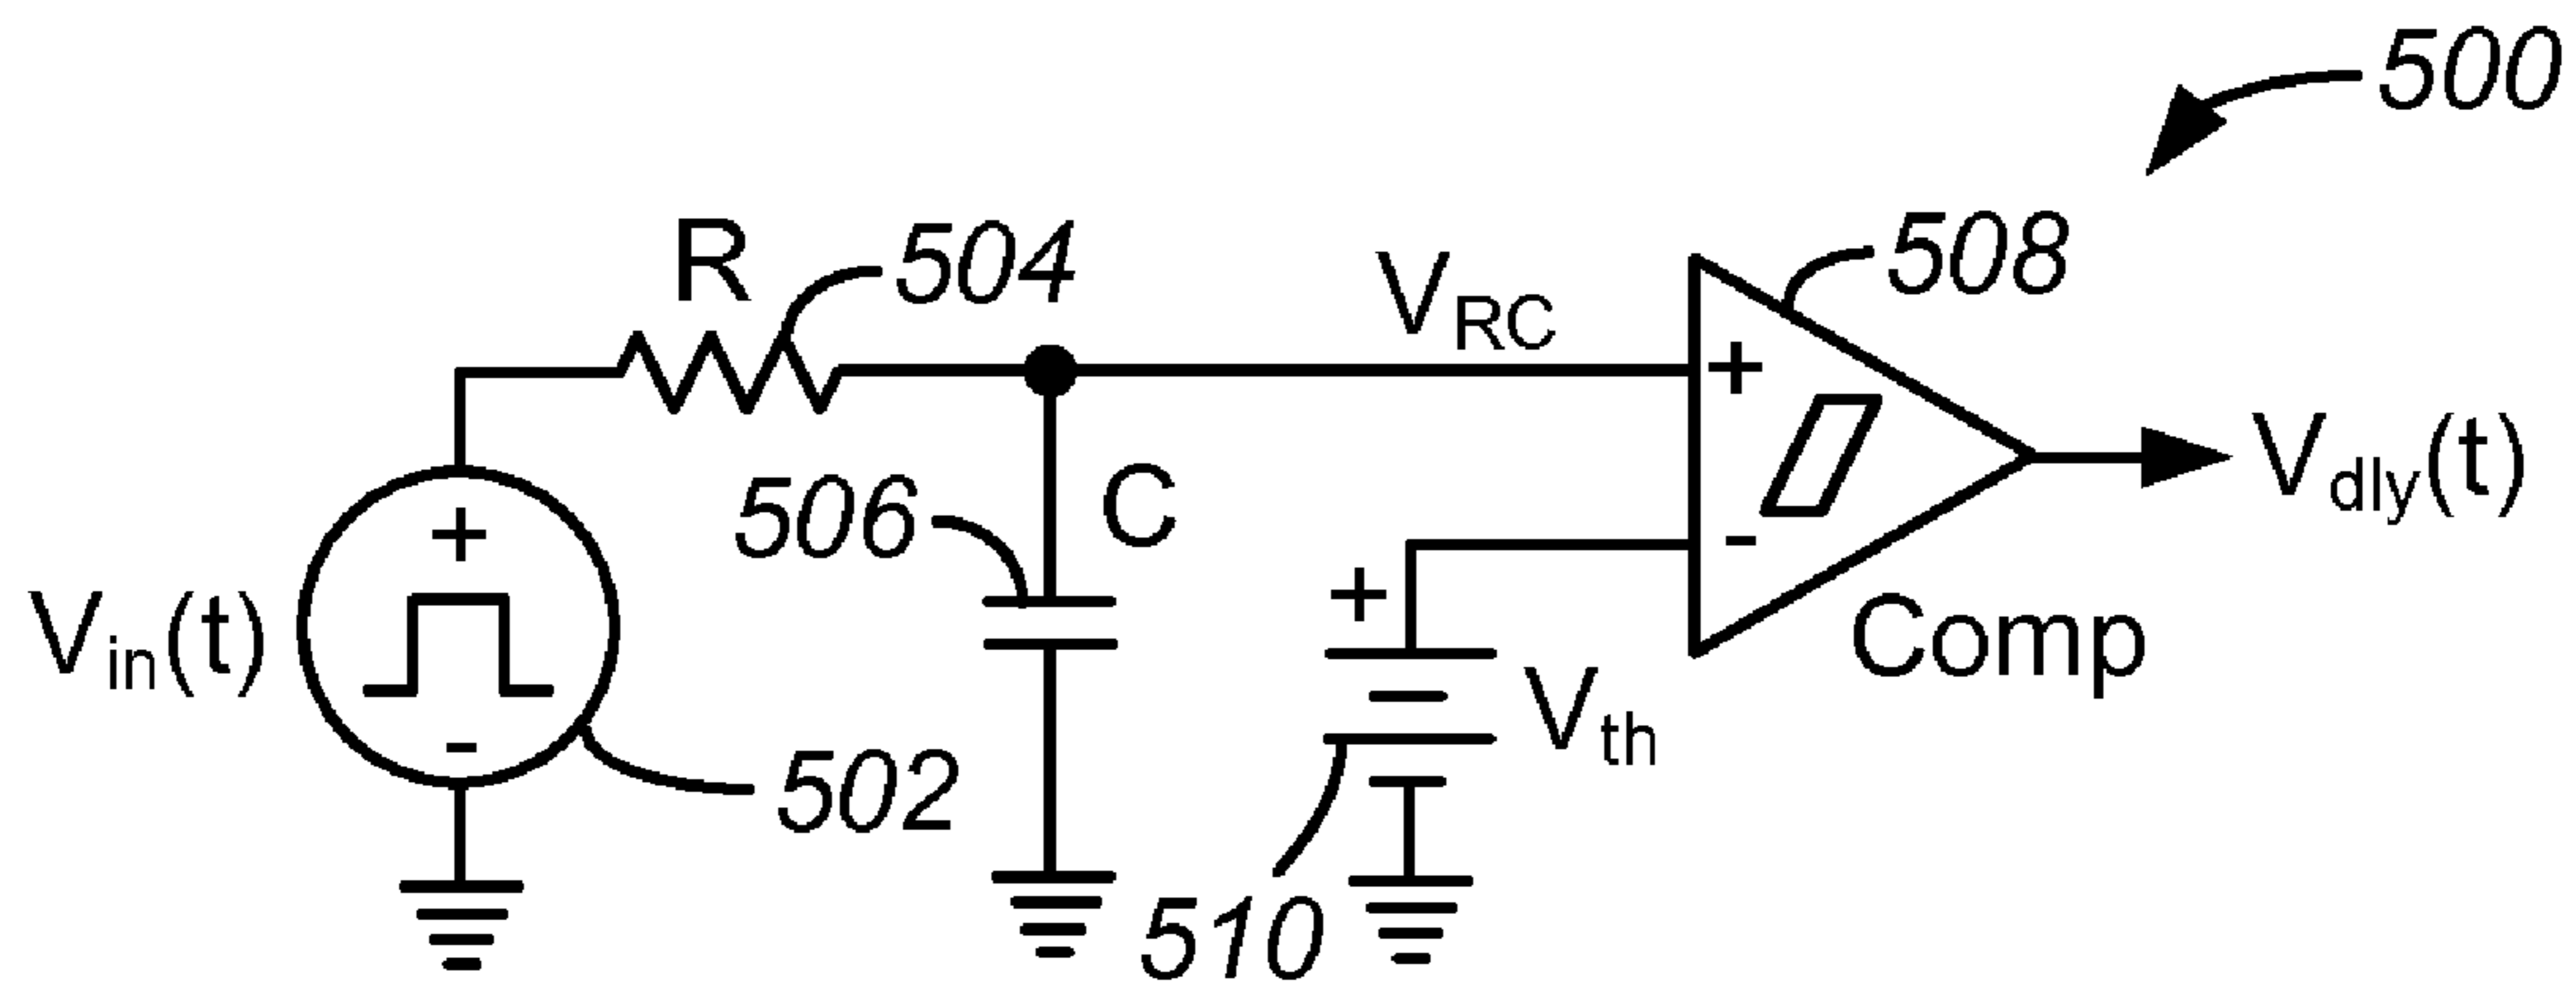 500
R
504
V_RC
508
+
506
C
+
V_dly(t)
-
+
V_in(t)
Comp
V_th
-
502
510